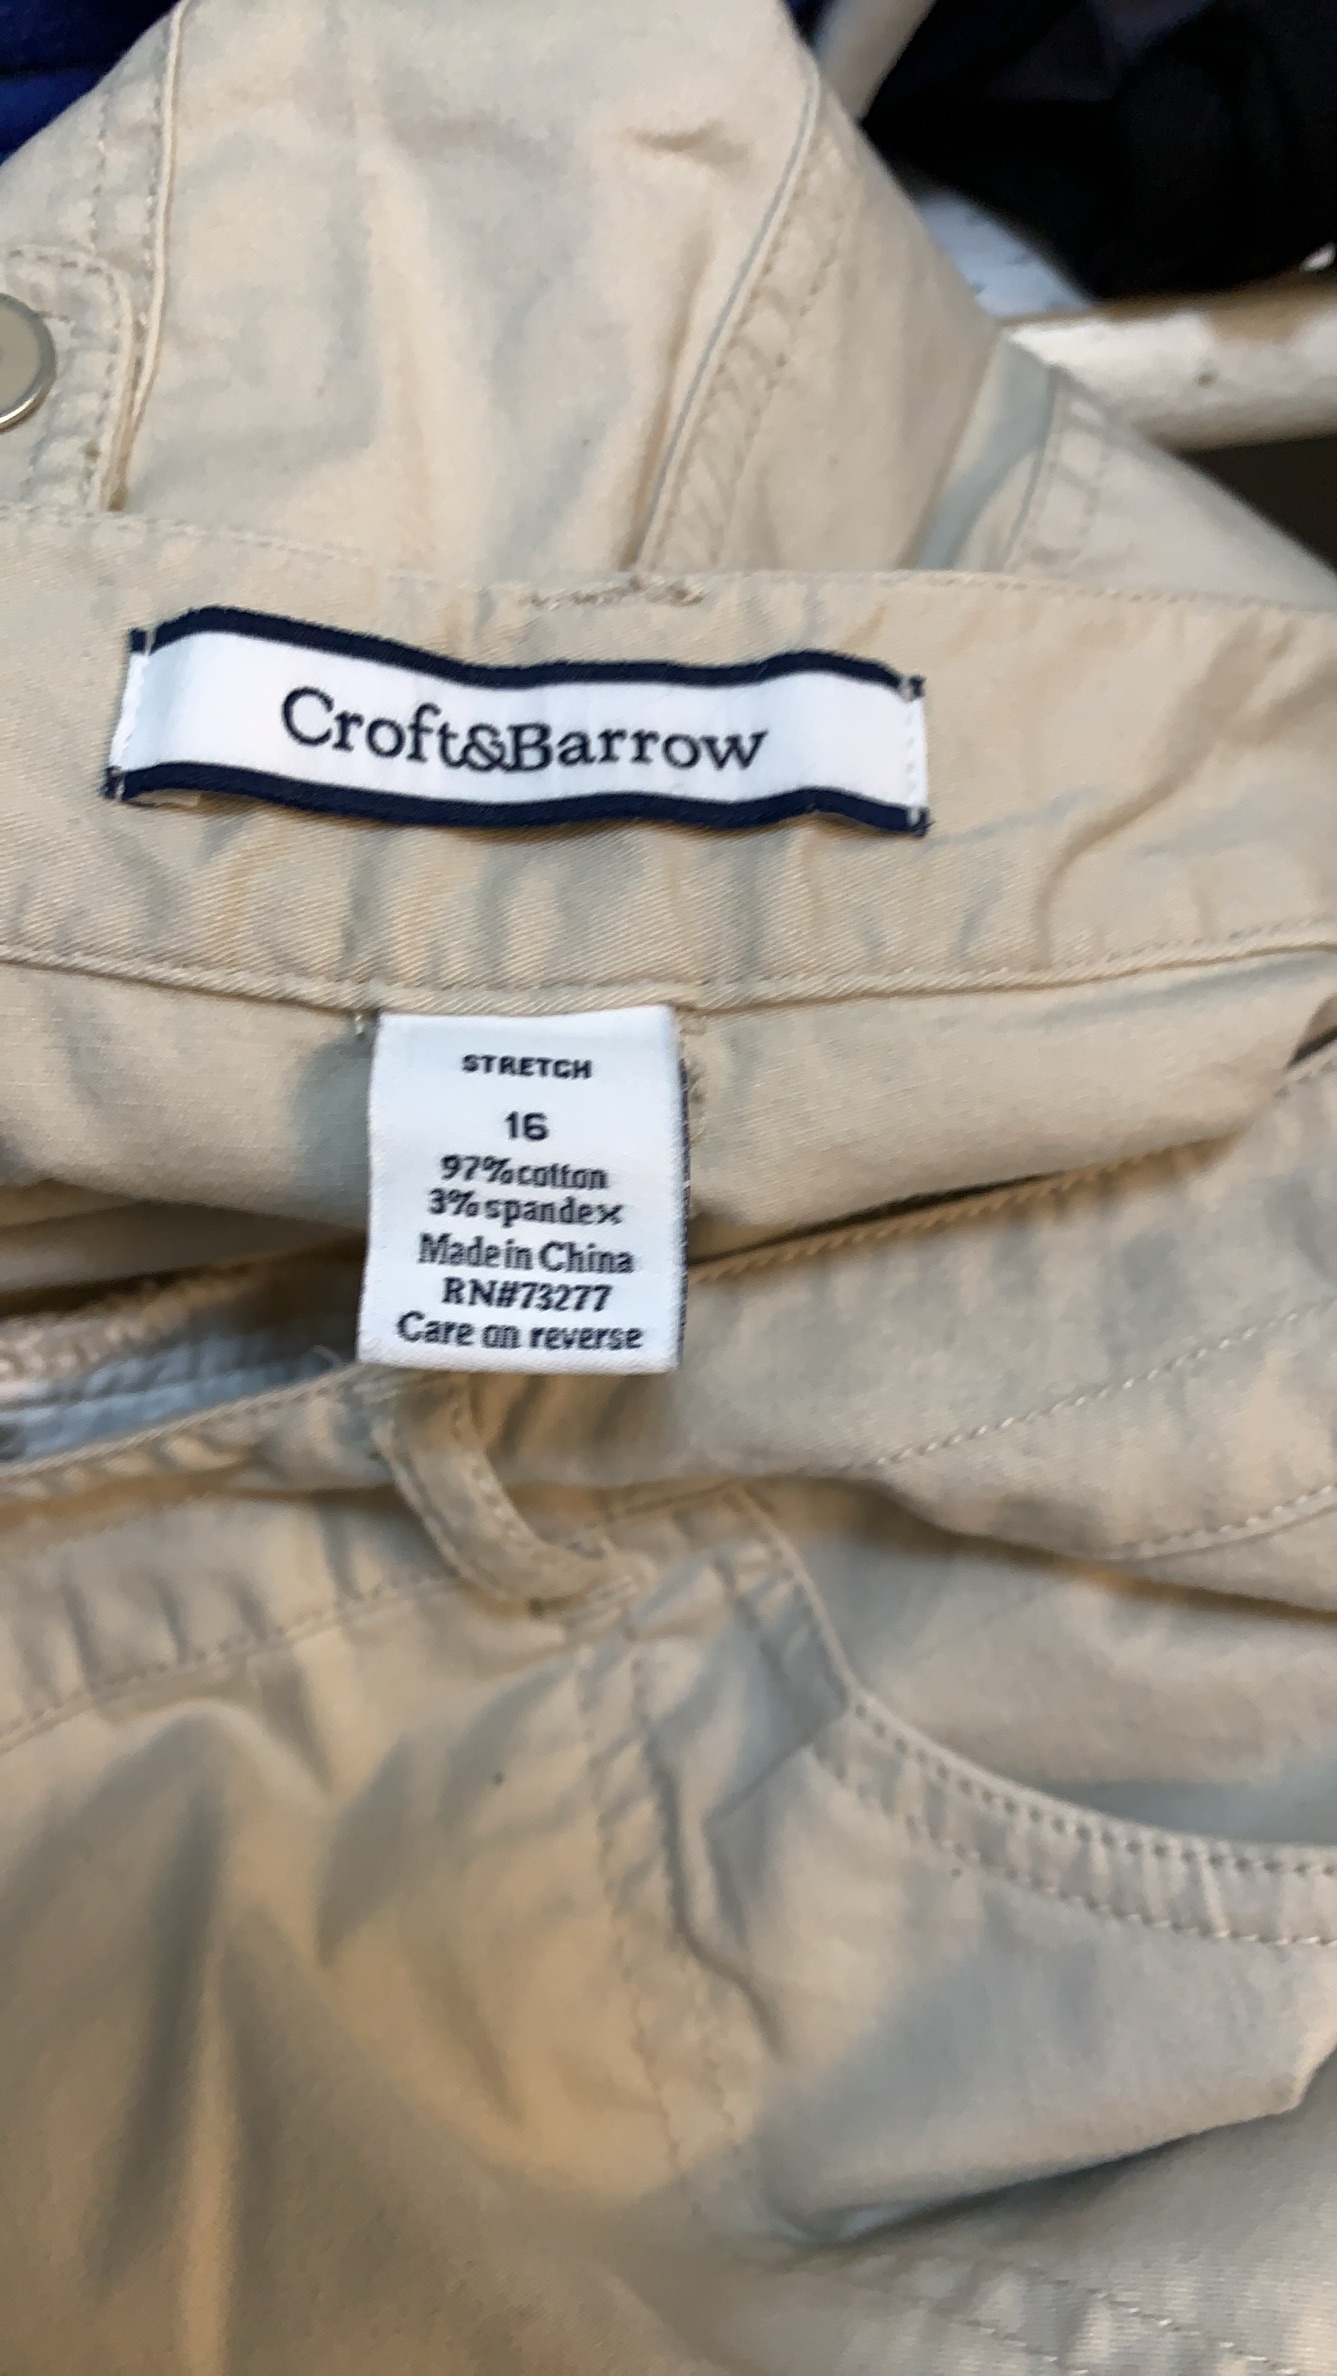 Croft&Barrow
STRETCH
16
97% cotton
3% spandex
Made in China
RN#73277
Care on reverse